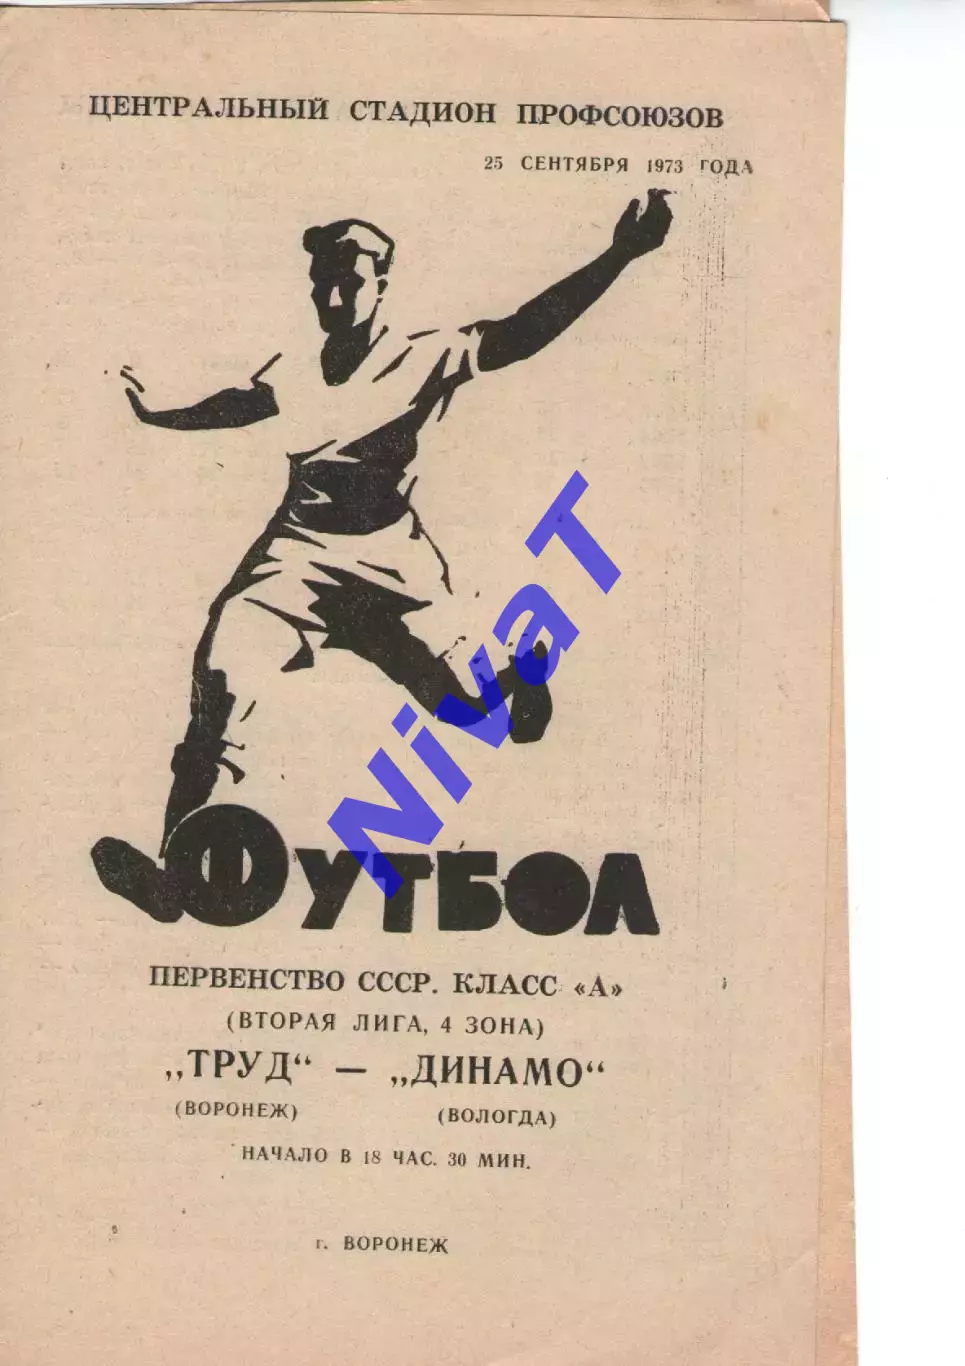 ЦЕНТРАЛЬНЫЙ СТАДИОН ПРОФСОЮЗОВ
25 СЕНТЯБРЯ 1973 ГОДА
NivaT
ФУТБОЛ
ПЕРВЕНСТВО СССР. КЛАСС «А»
(ВТОРАЯ ЛИГА, 4 ЗОНА)
„ТРУД“ — „ДИНАМО“
(ВОРОНЕЖ) (ВОЛОГДА)
НАЧАЛО В 18 ЧАС. 30 МИН.
г. ВОРОНЕЖ